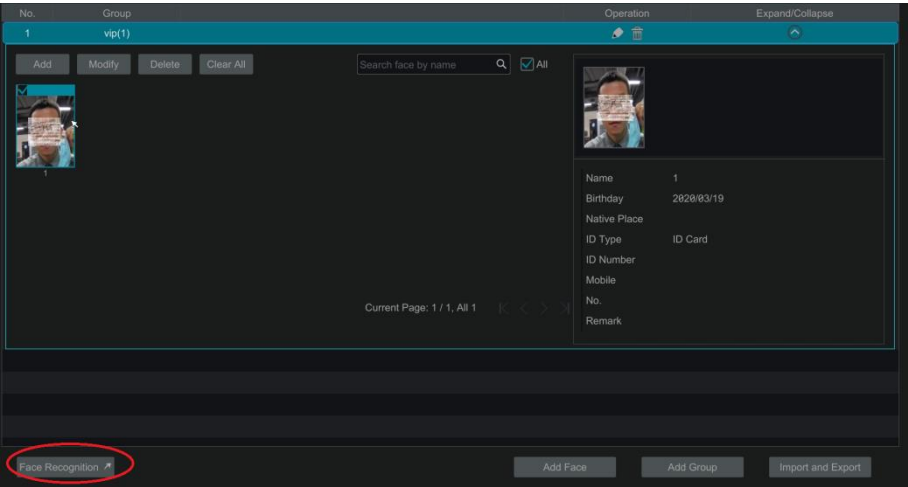 No. Group Operation Expand/Collapse
1 vip(1)
Add Modify Delete Clear All Search face by name All
1
Name 1
Birthday 2020/03/19
Native Place
ID Type ID Card
ID Number
Mobile
Current Page: 1 / 1, All 1
No.
Remark
Face Recognition Add Face Add Group Import and Export